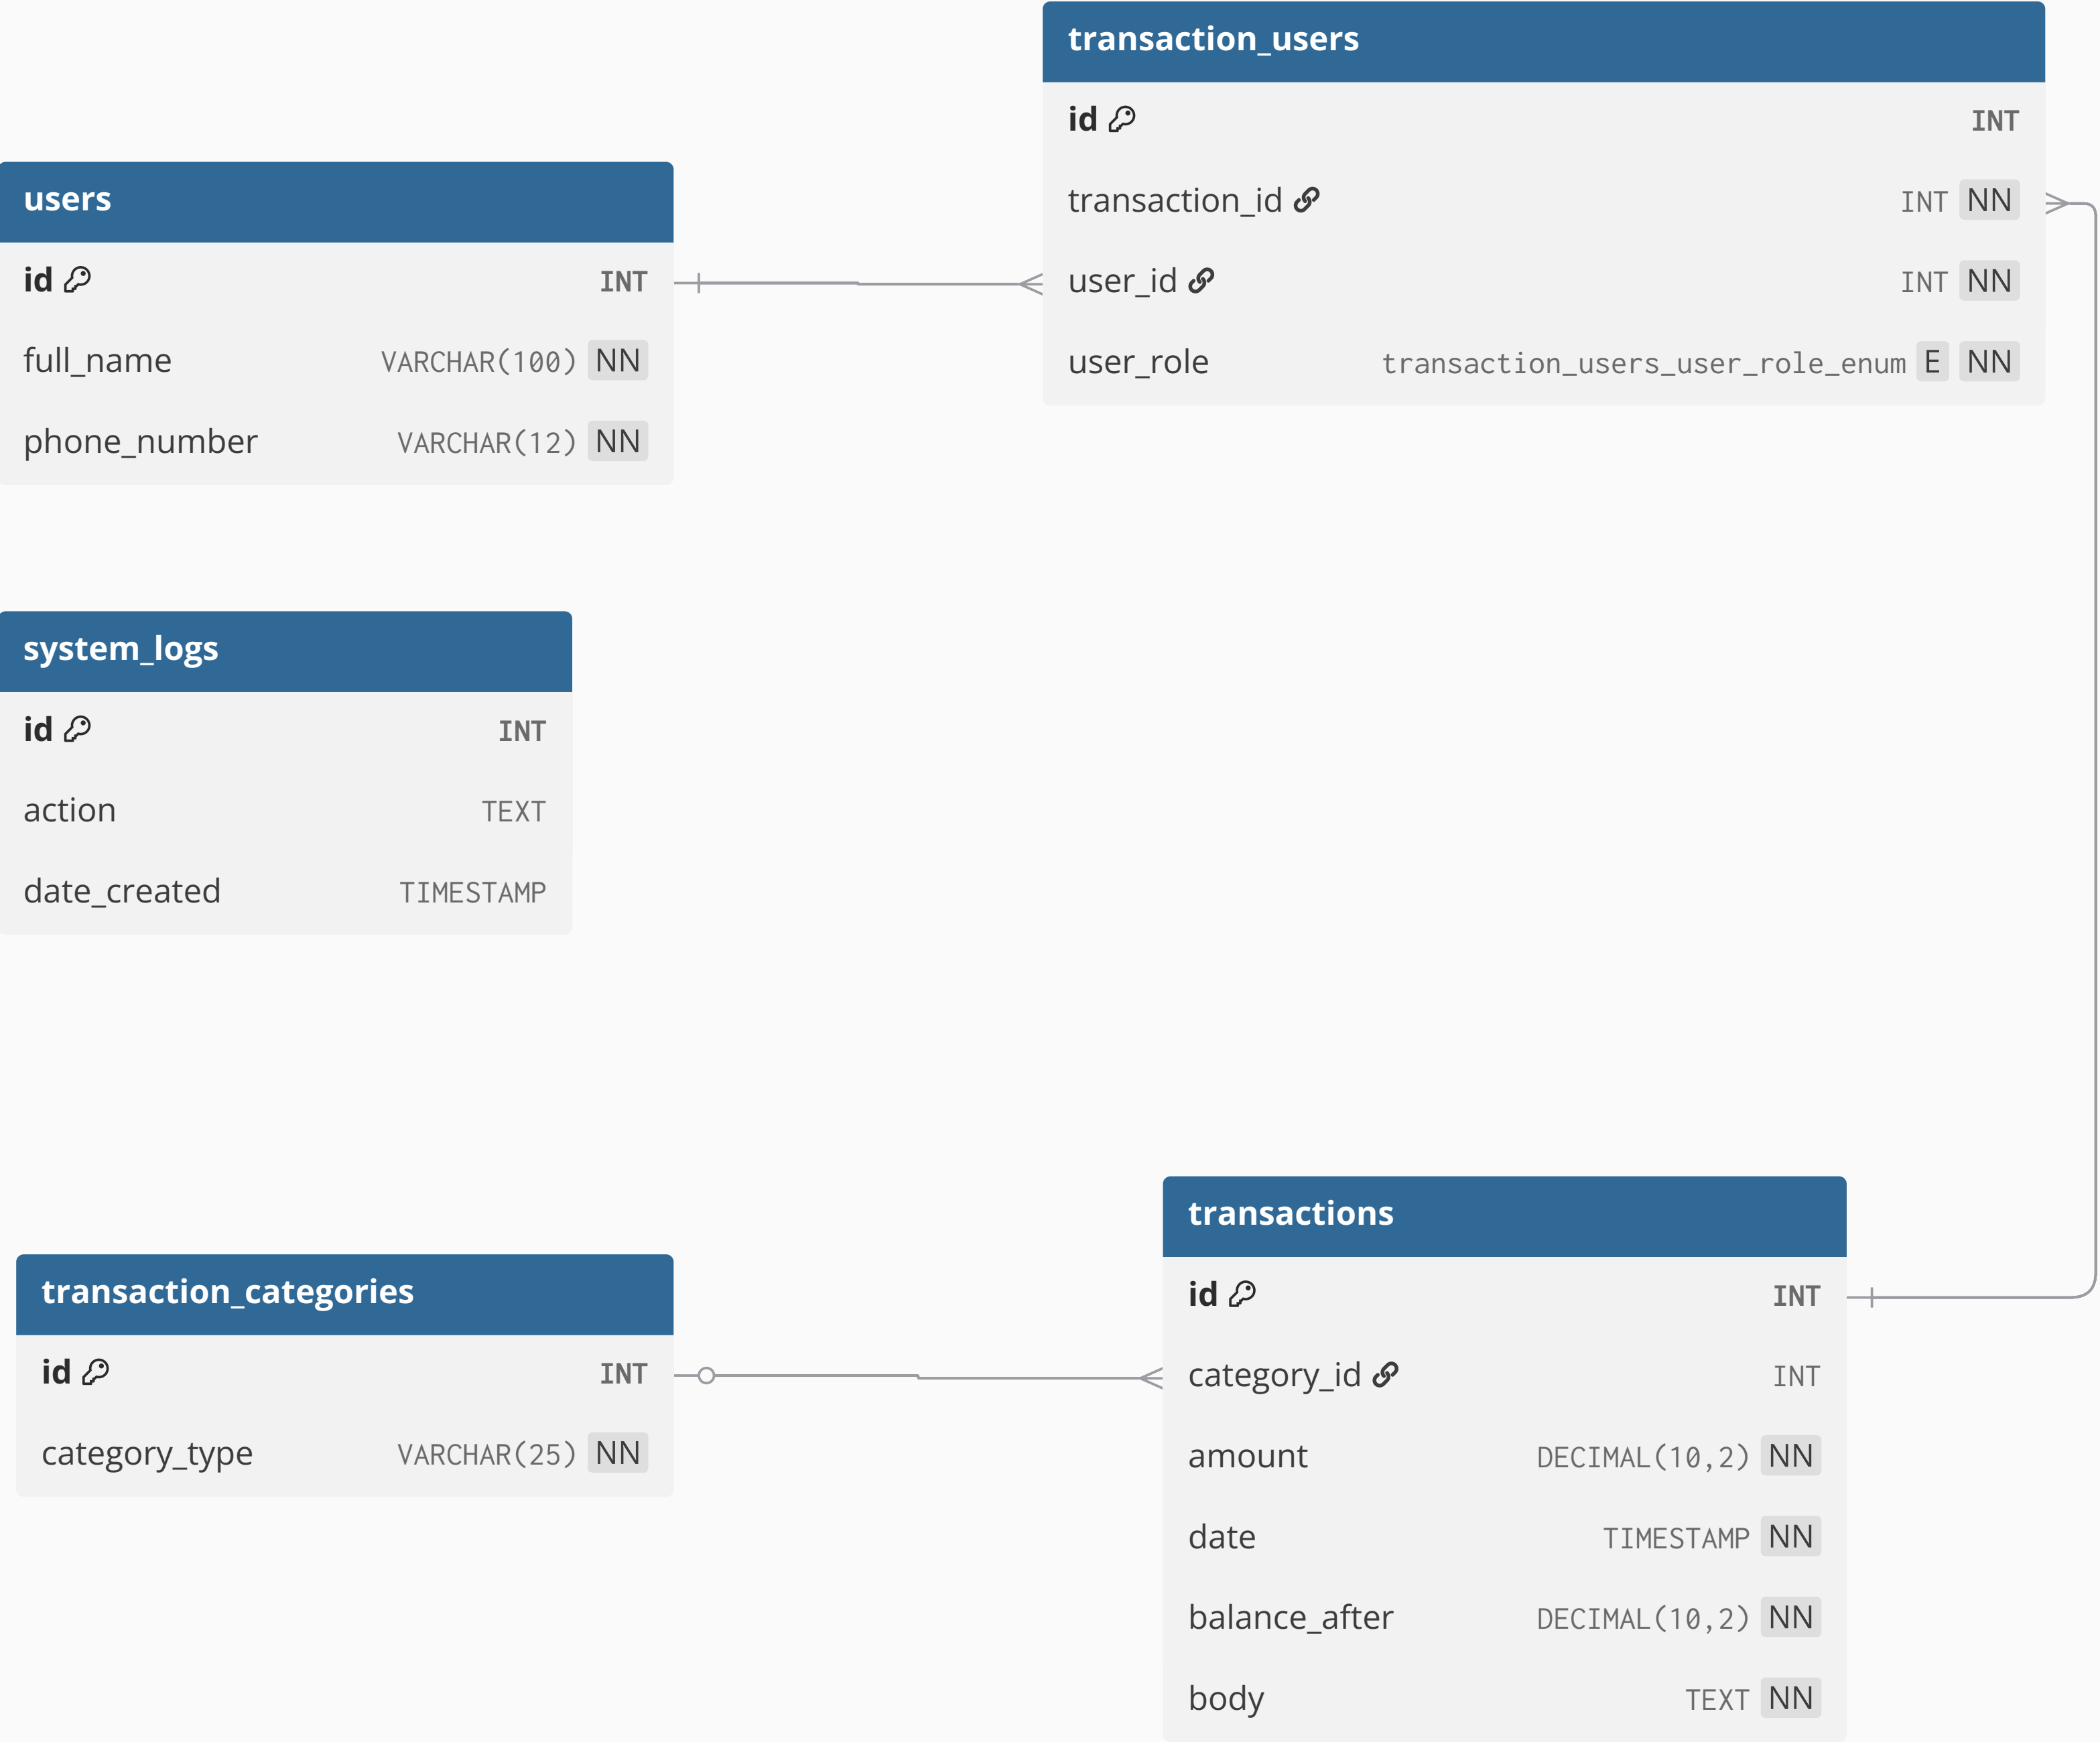 transaction_users
id INT
transaction_id INT NN
user_id INT NN
user_role transaction_users_user_role_enum E NN
users
id INT
full_name VARCHAR(100) NN
phone_number VARCHAR(12) NN
system_logs
id INT
action TEXT
date_created TIMESTAMP
transaction_categories
id INT
category_type VARCHAR(25) NN
transactions
id INT
category_id INT
amount DECIMAL(10,2) NN
date TIMESTAMP NN
balance_after DECIMAL(10,2) NN
body TEXT NN